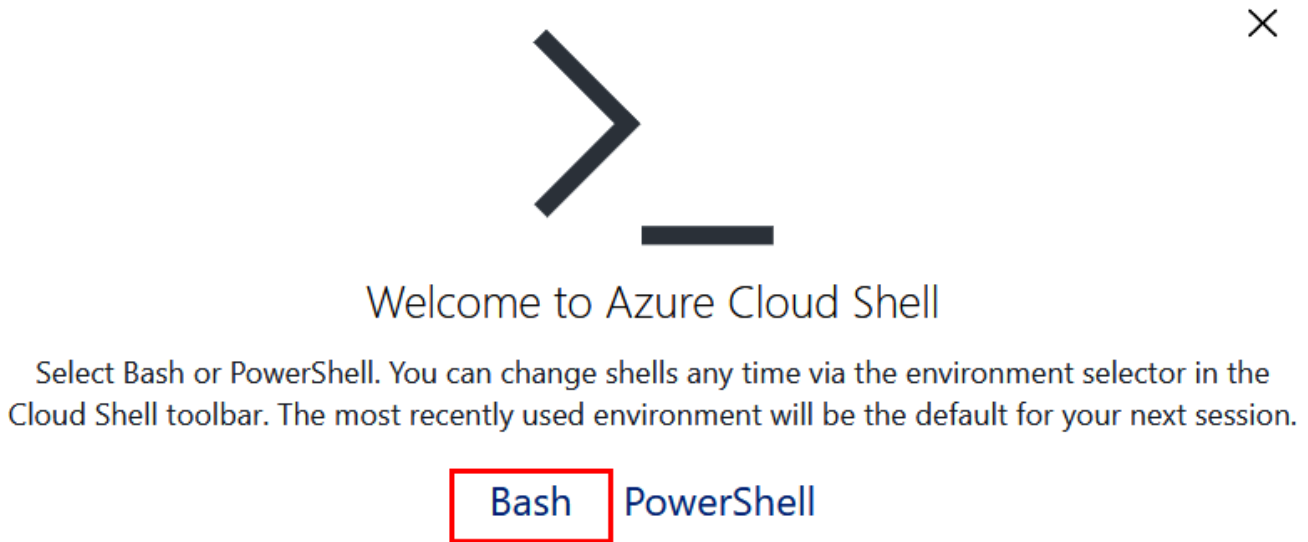 Welcome to Azure Cloud Shell
Select Bash or PowerShell. You can change shells any time via the environment selector in the
Cloud Shell toolbar. The most recently used environment will be the default for your next session.
Bash PowerShell